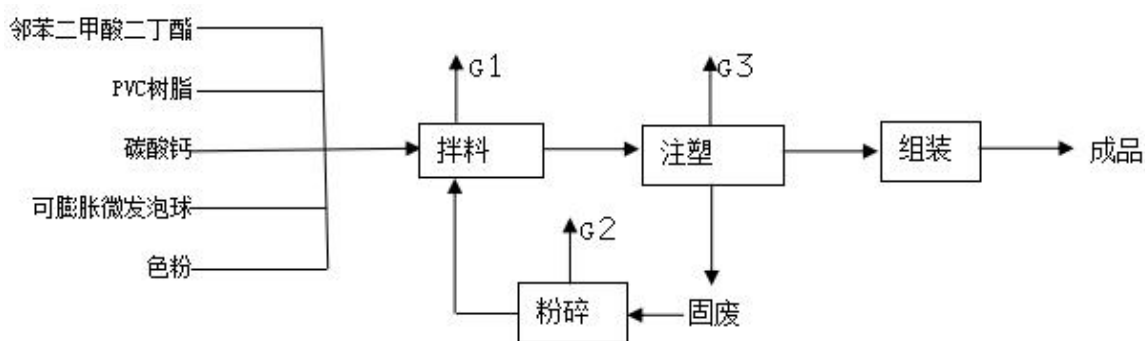 邻苯二甲酸二丁酯
PVC树脂
碳酸钙
可膨胀微发泡球
色粉
G1
拌料
G3
注塑
组装
成品
G2
粉碎
固废